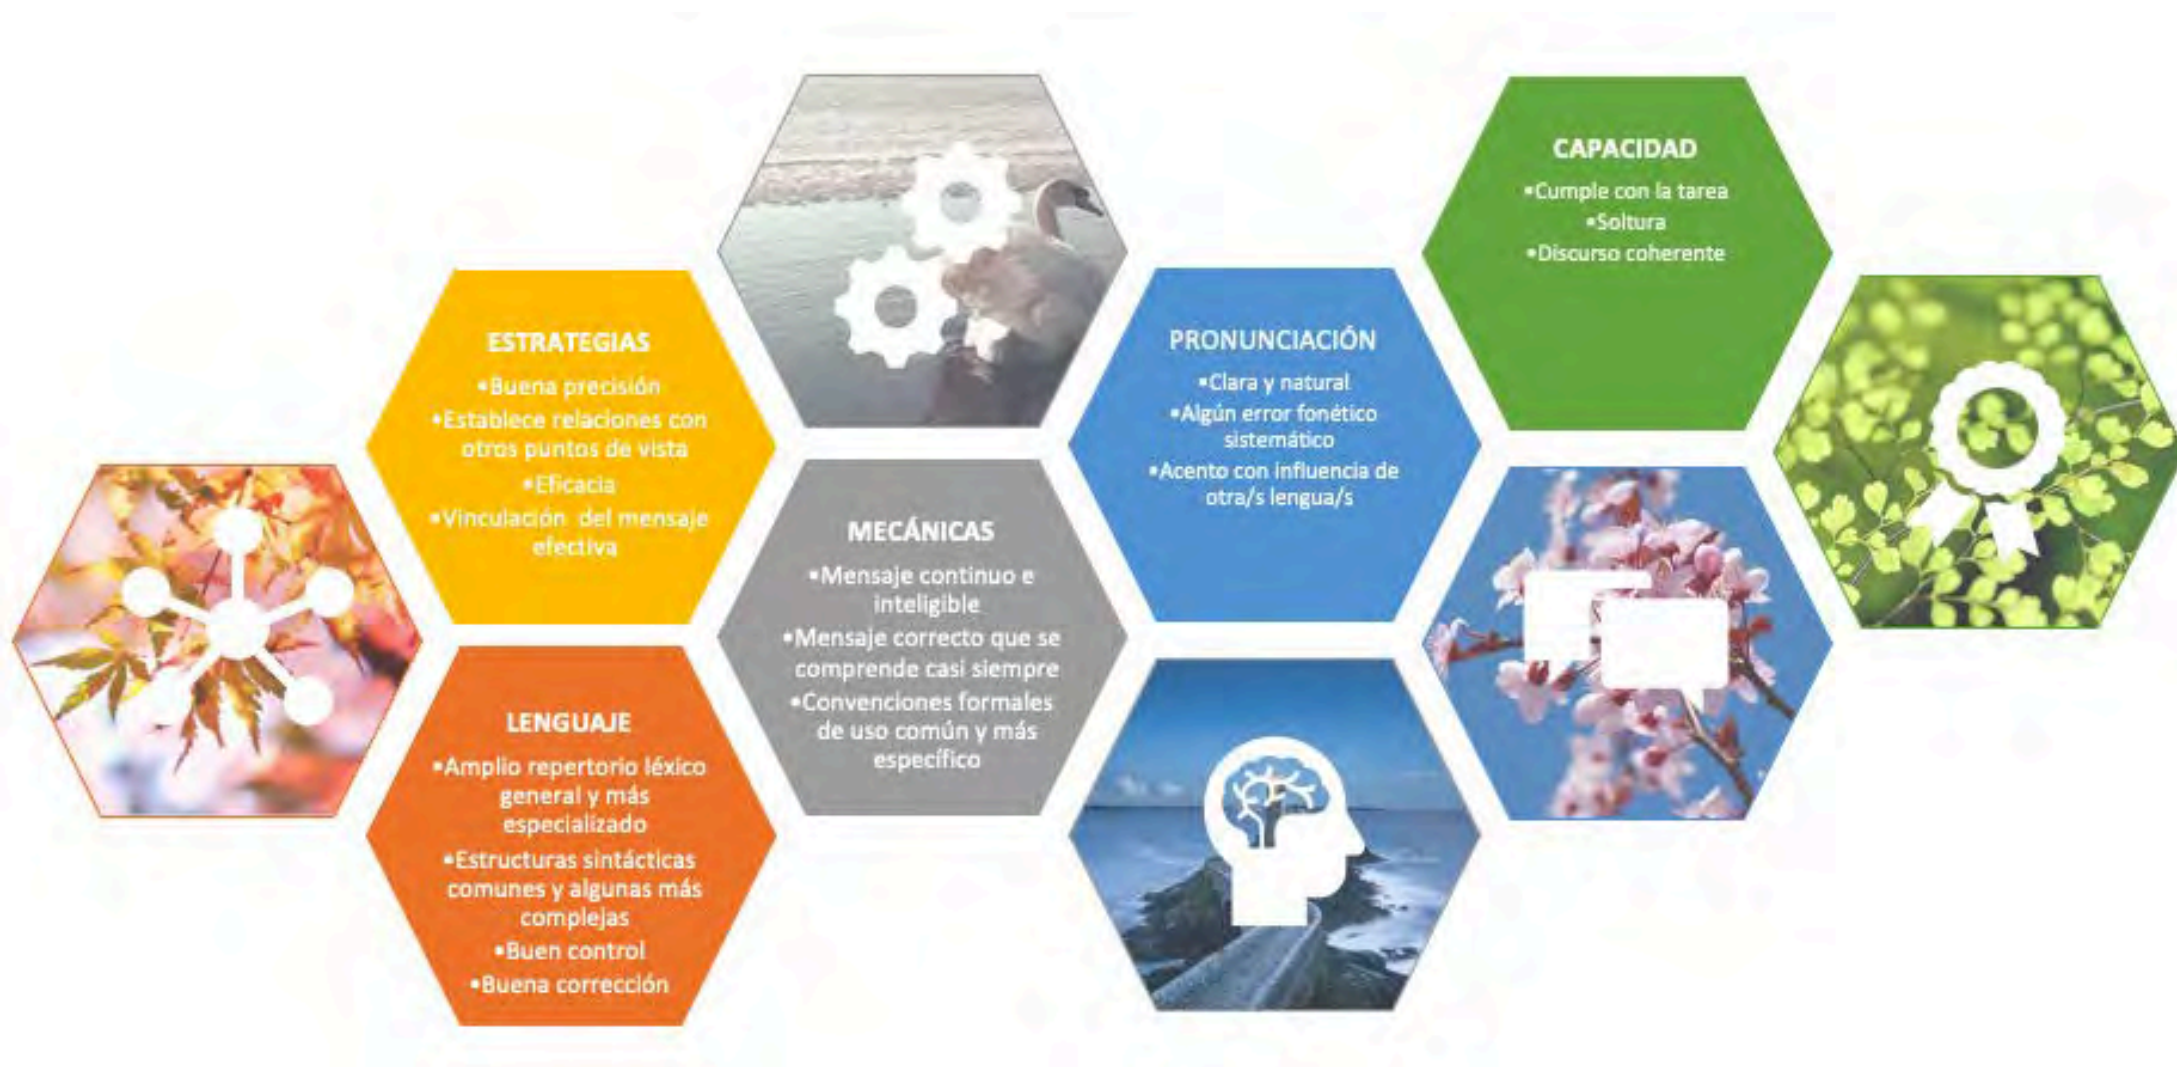 ESTRATEGIAS
•Buena precisión
•Establece relaciones con
otros puntos de vista
•Eficacia
•Vinculación del mensaje
efectiva
LENGUAJE
•Amplio repertorio léxico
general y más
especializado
•Estructuras sintácticas
comunes y algunas más
complejas
•Buen control
•Buena corrección
MECÁNICAS
•Mensaje continuo e
inteligible
•Mensaje correcto que se
comprende casi siempre
•Convenciones formales
de uso común y más
específico
PRONUNCIACIÓN
•Clara y natural
•Algún error fonético
sistemático
•Acento con influencia de
otra/s lengua/s
CAPACIDAD
•Cumple con la tarea
•Soltura
•Discurso coherente